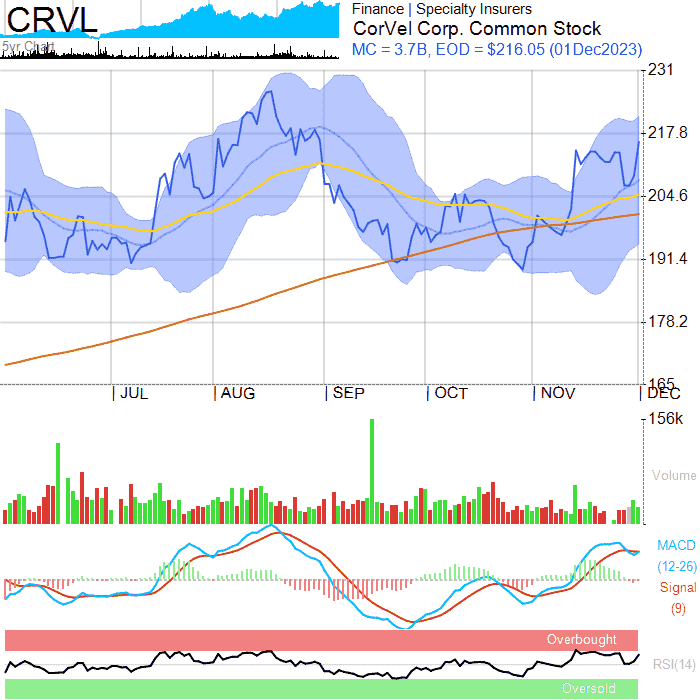 CRVL
5yr Chart
Finance | Specialty Insurers
CorVel Corp. Common Stock
MC = 3.7B, EOD = $216.05 (01Dec2023)
231
217.8
204.6
191.4
178.2
165
JUL
AUG
SEP
OCT
NOV
DEC
156k
Volume
MACD
(12-26)
Signal
(9)
Overbought
RSI(14)
Oversold